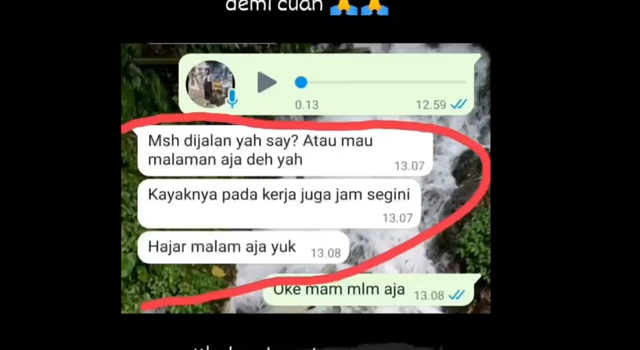 demi cuan 🙏🙏
0.13
12.59
Msh dijalan yah say? Atau mau
malaman aja deh yah
13.07
Kayaknya pada kerja juga jam segini
13.07
Hajar malam aja yuk 13.08
Oke mam mlm aja 13.08